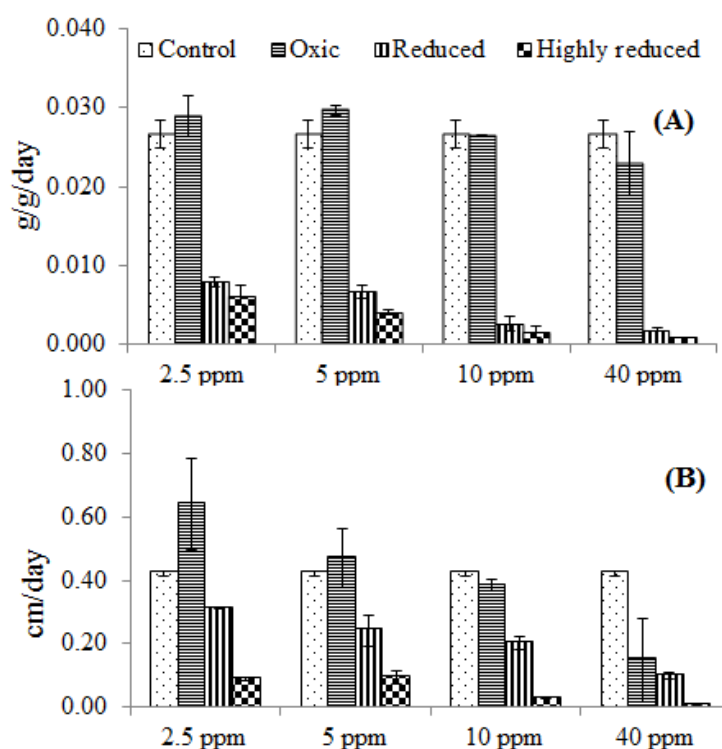 0.040
Control Oxic Reduced Highly reduced
0.030
(A)
g/g/day
0.020
0.010
0.000
2.5 ppm 5 ppm 10 ppm 40 ppm
1.00
0.80
(B)
0.60
cm/day
0.40
0.20
0.00
2.5 ppm 5 ppm 10 ppm 40 ppm